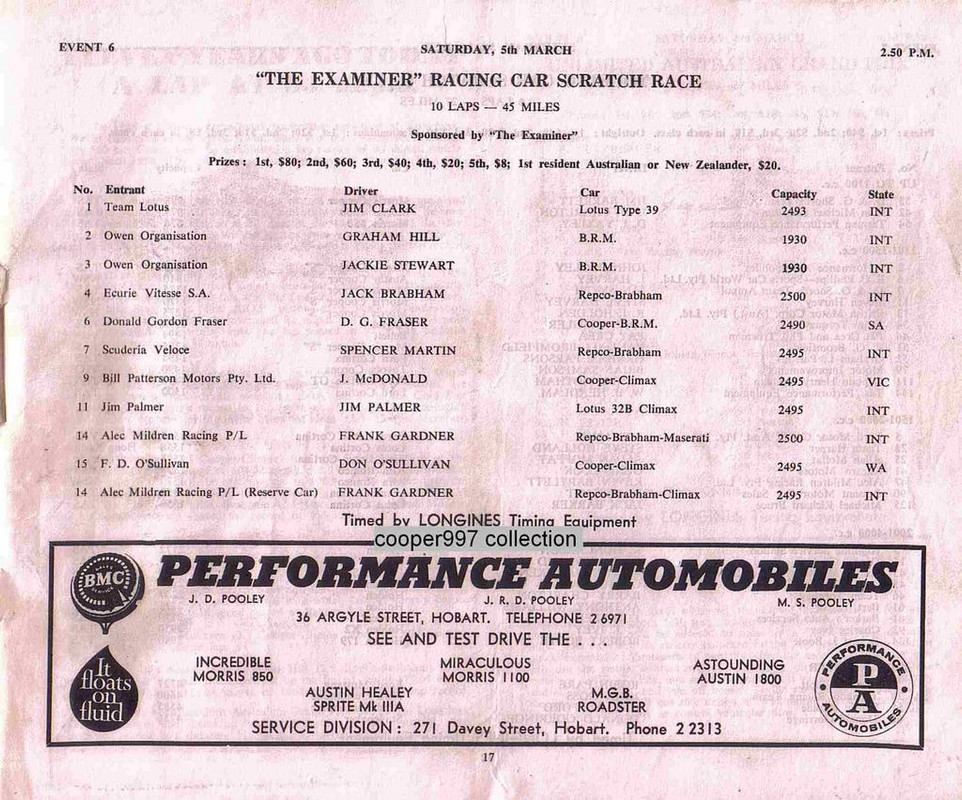 EVENT 6
SATURDAY, 5th MARCH
2.50 P.M.
"THE EXAMINER" RACING CAR SCRATCH RACE
10 LAPS — 45 MILES
Sponsored by "The Examiner"
Prizes : 1st, $80; 2nd, $60; 3rd, $40; 4th, $20; 5th, $8; 1st resident Australian or New Zealander, $20.
No. Entrant Driver Car Capacity State
1 Team Lotus JIM CLARK Lotus Type 39 2493 INT
2 Owen Organisation GRAHAM HILL B.R.M. 1930 INT
3 Owen Organisation JACKIE STEWART B.R.M. 1930 INT
4 Ecurie Vitesse S.A. JACK BRABHAM Repco-Brabham 2500 INT
6 Donald Gordon Fraser D. G. FRASER Cooper-B.R.M. 2490 SA
7 Scuderia Veloce SPENCER MARTIN Repco-Brabham 2495 INT
9 Bill Patterson Motors Pty. Ltd. J. McDONALD Cooper-Climax 2495 VIC
11 Jim Palmer JIM PALMER Lotus 32B Climax 2495 INT
14 Alec Mildren Racing P/L FRANK GARDNER Repco-Brabham-Maserati 2500 INT
15 F. D. O'Sullivan DON O'SULLIVAN Cooper-Climax 2495 WA
14 Alec Mildren Racing P/L (Reserve Car) FRANK GARDNER Repco-Brabham-Climax 2495 INT
Timed by LONGINES Timing Equipment
cooper997 collection
BMC
PERFORMANCE AUTOMOBILES
J. D. POOLEY J. R. D. POOLEY M. S. POOLEY
36 ARGYLE STREET, HOBART. TELEPHONE 2 6971
SEE AND TEST DRIVE THE . . .
It
floats
on
fluid
INCREDIBLE
MORRIS 850
MIRACULOUS
MORRIS 1100
ASTOUNDING
AUSTIN 1800
AUSTIN HEALEY
SPRITE Mk IIIA
M.G.B.
ROADSTER
PERFORMANCE
P
A
AUTOMOBILES
SERVICE DIVISION : 271 Davey Street, Hobart. Phone 2 2313
17